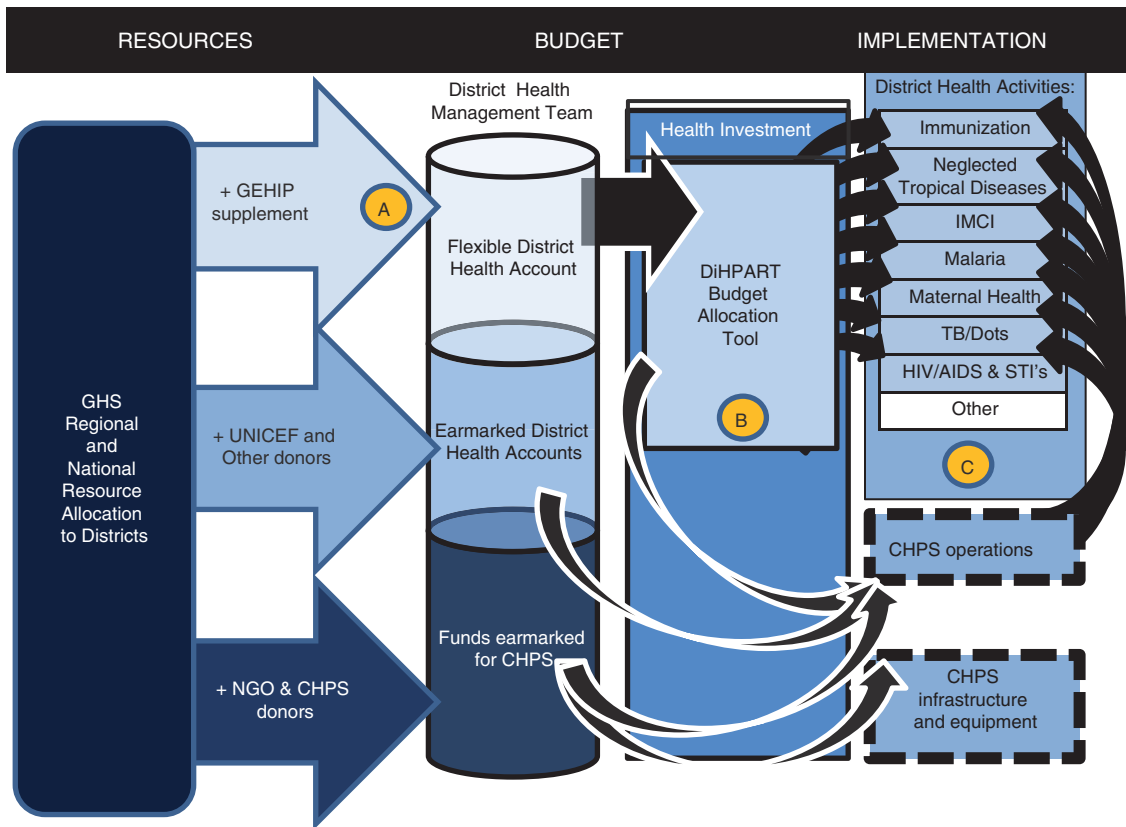 RESOURCES
BUDGET
IMPLEMENTATION
GHS
Regional
and
National
Resource
Allocation
to Districts
+ GEHIP
supplement
A
+ UNICEF and
Other donors
+ NGO & CHPS
donors
District Health
Management Team
Flexible District
Health Account
Earmarked District
Health Accounts
Funds earmarked
for CHPS
Health Investment
DiHPART
Budget
Allocation
Tool
B
District Health Activities:
Immunization
Neglected
Tropical Diseases
IMCI
Malaria
Maternal Health
TB/Dots
HIV/AIDS & STI's
Other
C
CHPS operations
CHPS
infrastructure
and equipment